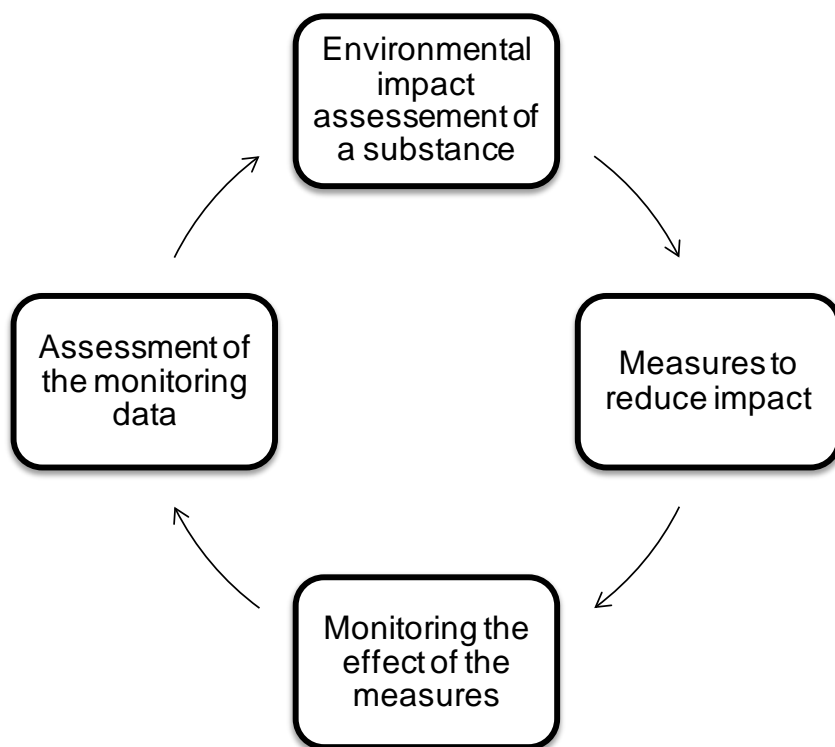 Environmental
impact
assessement of
a substance
Measures to
reduce impact
Monitoring the
effect of the
measures
Assessment of
the monitoring
data